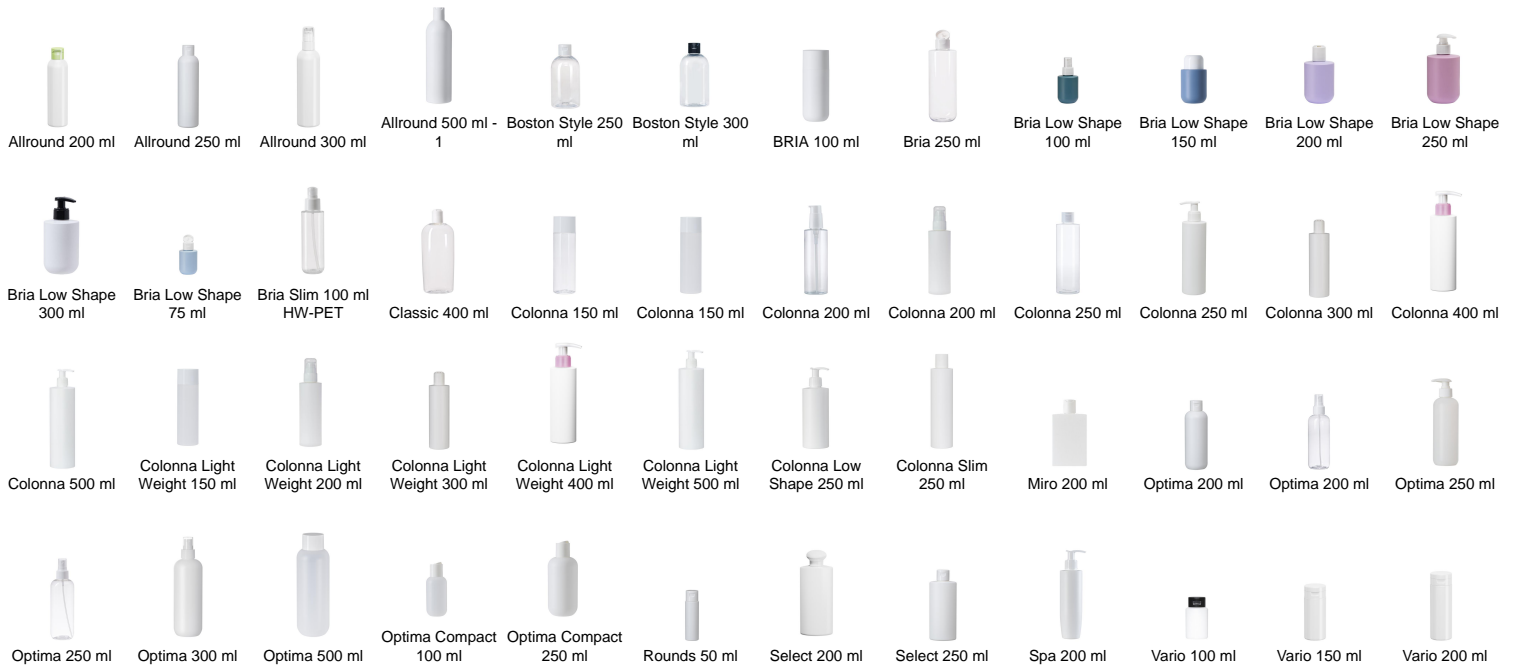 Allround 200 ml
Allround 250 ml
Allround 300 ml
Allround 500 ml -
1
Boston Style 250
ml
Boston Style 300
ml
BRIA 100 ml
Bria 250 ml
Bria Low Shape
100 ml
Bria Low Shape
150 ml
Bria Low Shape
200 ml
Bria Low Shape
250 ml
Bria Low Shape
300 ml
Bria Low Shape
75 ml
Bria Slim 100 ml
HW-PET
Classic 400 ml
Colonna 150 ml
Colonna 150 ml
Colonna 200 ml
Colonna 200 ml
Colonna 250 ml
Colonna 250 ml
Colonna 300 ml
Colonna 400 ml
Colonna 500 ml
Colonna Light
Weight 150 ml
Colonna Light
Weight 200 ml
Colonna Light
Weight 300 ml
Colonna Light
Weight 400 ml
Colonna Light
Weight 500 ml
Colonna Low
Shape 250 ml
Colonna Slim
250 ml
Miro 200 ml
Optima 200 ml
Optima 200 ml
Optima 250 ml
Optima 250 ml
Optima 300 ml
Optima 500 ml
Optima Compact
100 ml
Optima Compact
250 ml
Rounds 50 ml
Select 200 ml
Select 250 ml
Spa 200 ml
Vario 100 ml
Vario 150 ml
Vario 200 ml